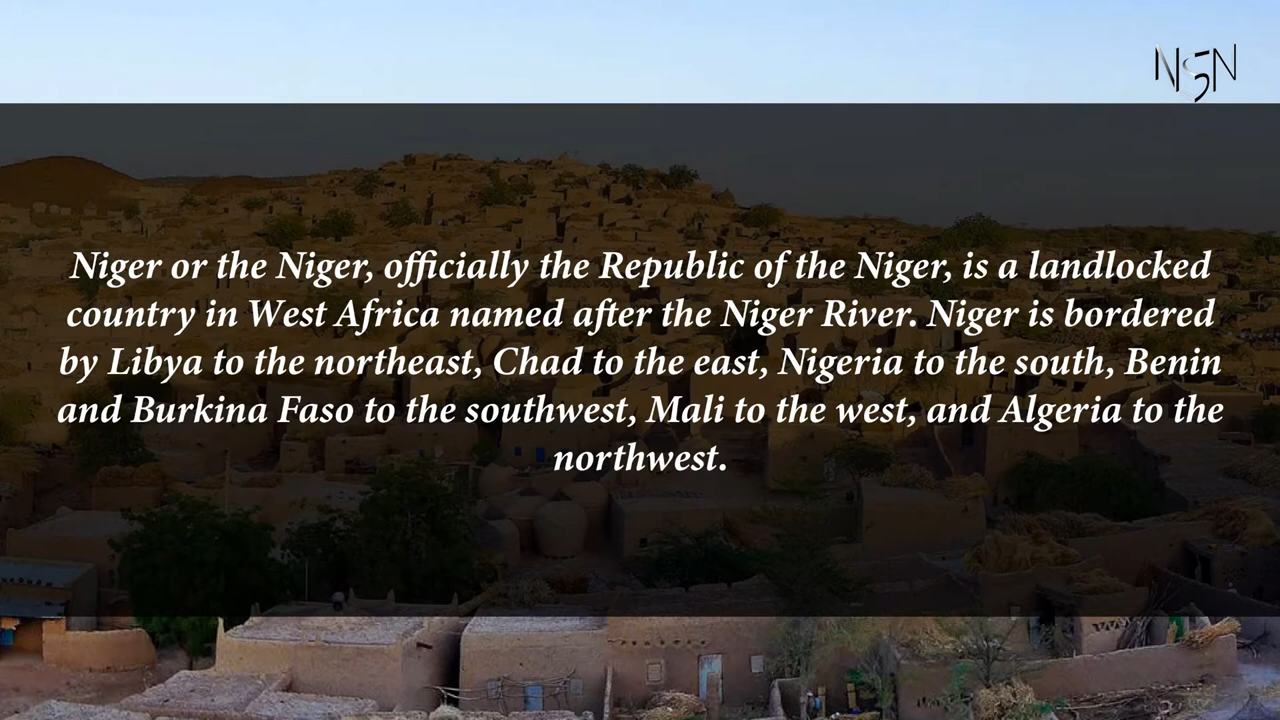 NSN
Niger or the Niger, officially the Republic of the Niger, is a landlocked
country in West Africa named after the Niger River. Niger is bordered
by Libya to the northeast, Chad to the east, Nigeria to the south, Benin
and Burkina Faso to the southwest, Mali to the west, and Algeria to the
northwest.